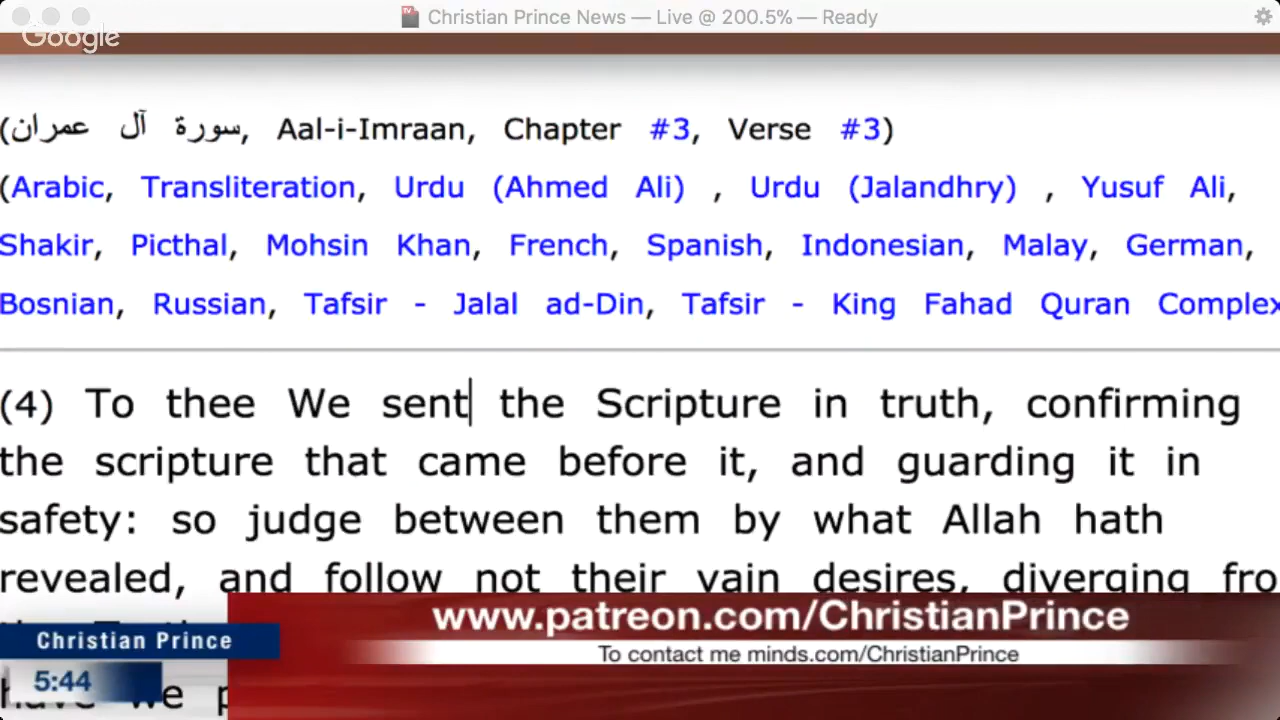 Christian Prince News — Live @ 200.5% — Ready
Google
(سورة آل عمران, Aal-i-Imraan, Chapter #3, Verse #3)
(Arabic, Transliteration, Urdu (Ahmed Ali) , Urdu (Jalandhry) , Yusuf Ali,
Shakir, Picthal, Mohsin Khan, French, Spanish, Indonesian, Malay, German,
Bosnian, Russian, Tafsir - Jalal ad-Din, Tafsir - King Fahad Quran Complex
(4) To thee We sent the Scripture in truth, confirming
the scripture that came before it, and guarding it in
safety: so judge between them by what Allah hath
revealed, and follow not their vain desires, diverging fro
www.patreon.com/ChristianPrince
Christian Prince
To contact me minds.com/ChristianPrince
5:44